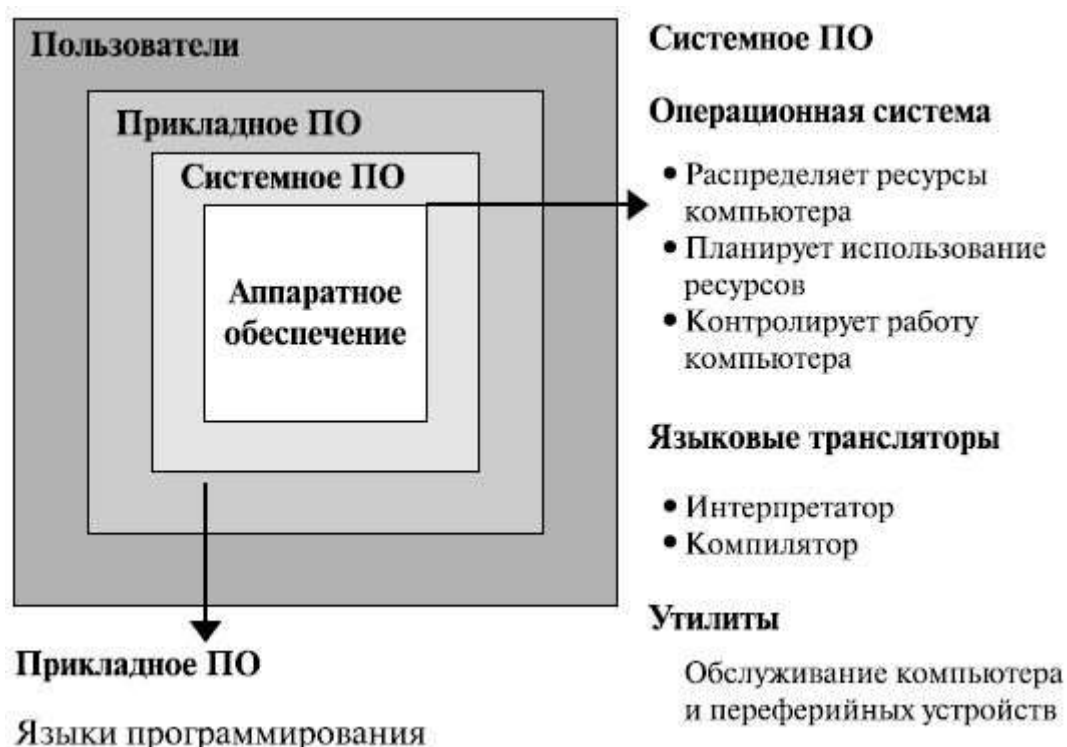 Пользователи
Прикладное ПО
Системное ПО
Аппаратное
обеспечение
Прикладное ПО
Языки программирования
Системное ПО
Операционная система
• Распределяет ресурсы
компьютера
• Планирует использование
ресурсов
• Контролирует работу
компьютера
Языковые трансляторы
• Интерпретатор
• Компилятор
Утилиты
Обслуживание компьютера
и переферийных устройств